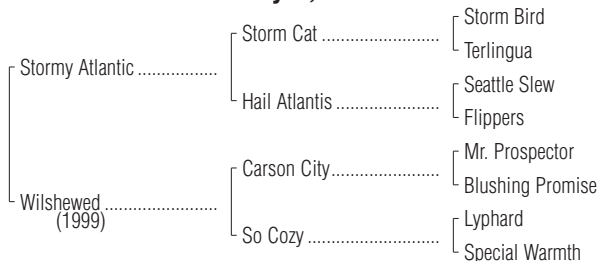 Storm Bird
Storm Cat ........................
Terlingua
Stormy Atlantic ................
Seattle Slew
Hail Atlantis .....................
Flippers
Mr. Prospector
Carson City......................
Blushing Promise
Wilshewed ......................
(1999)
Lyphard
So Cozy ..........................
Special Warmth